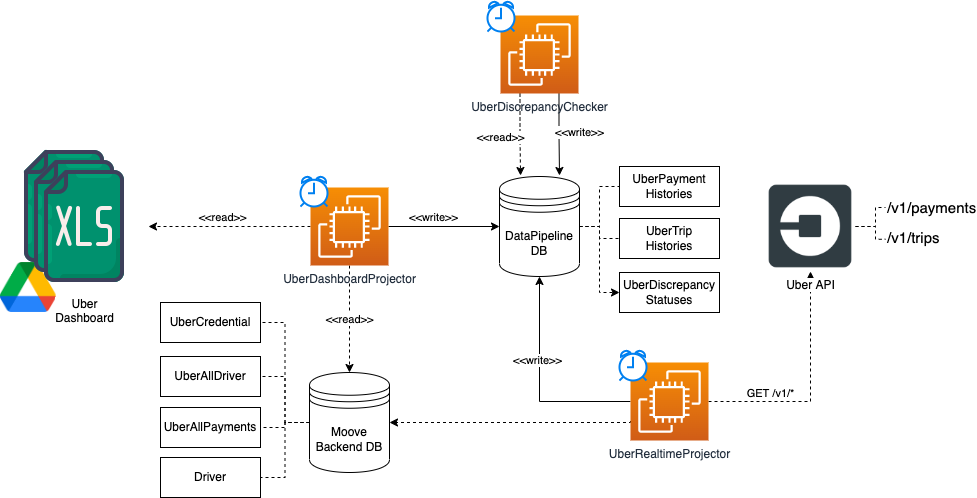 UberDiscrepancyChecker
<<read>>
<<write>>
XLS
Uber
Dashboard
<<read>>
UberDashboardProjector
<<write>>
DataPipeline
DB
UberPayment
Histories
UberTrip
Histories
UberDiscrepancy
Statuses
Uber API
/v1/payments
/v1/trips
<<read>>
UberCredential
UberAllDriver
UberAllPayments
Driver
Moove
Backend DB
<<write>>
UberRealtimeProjector
GET /v1/*